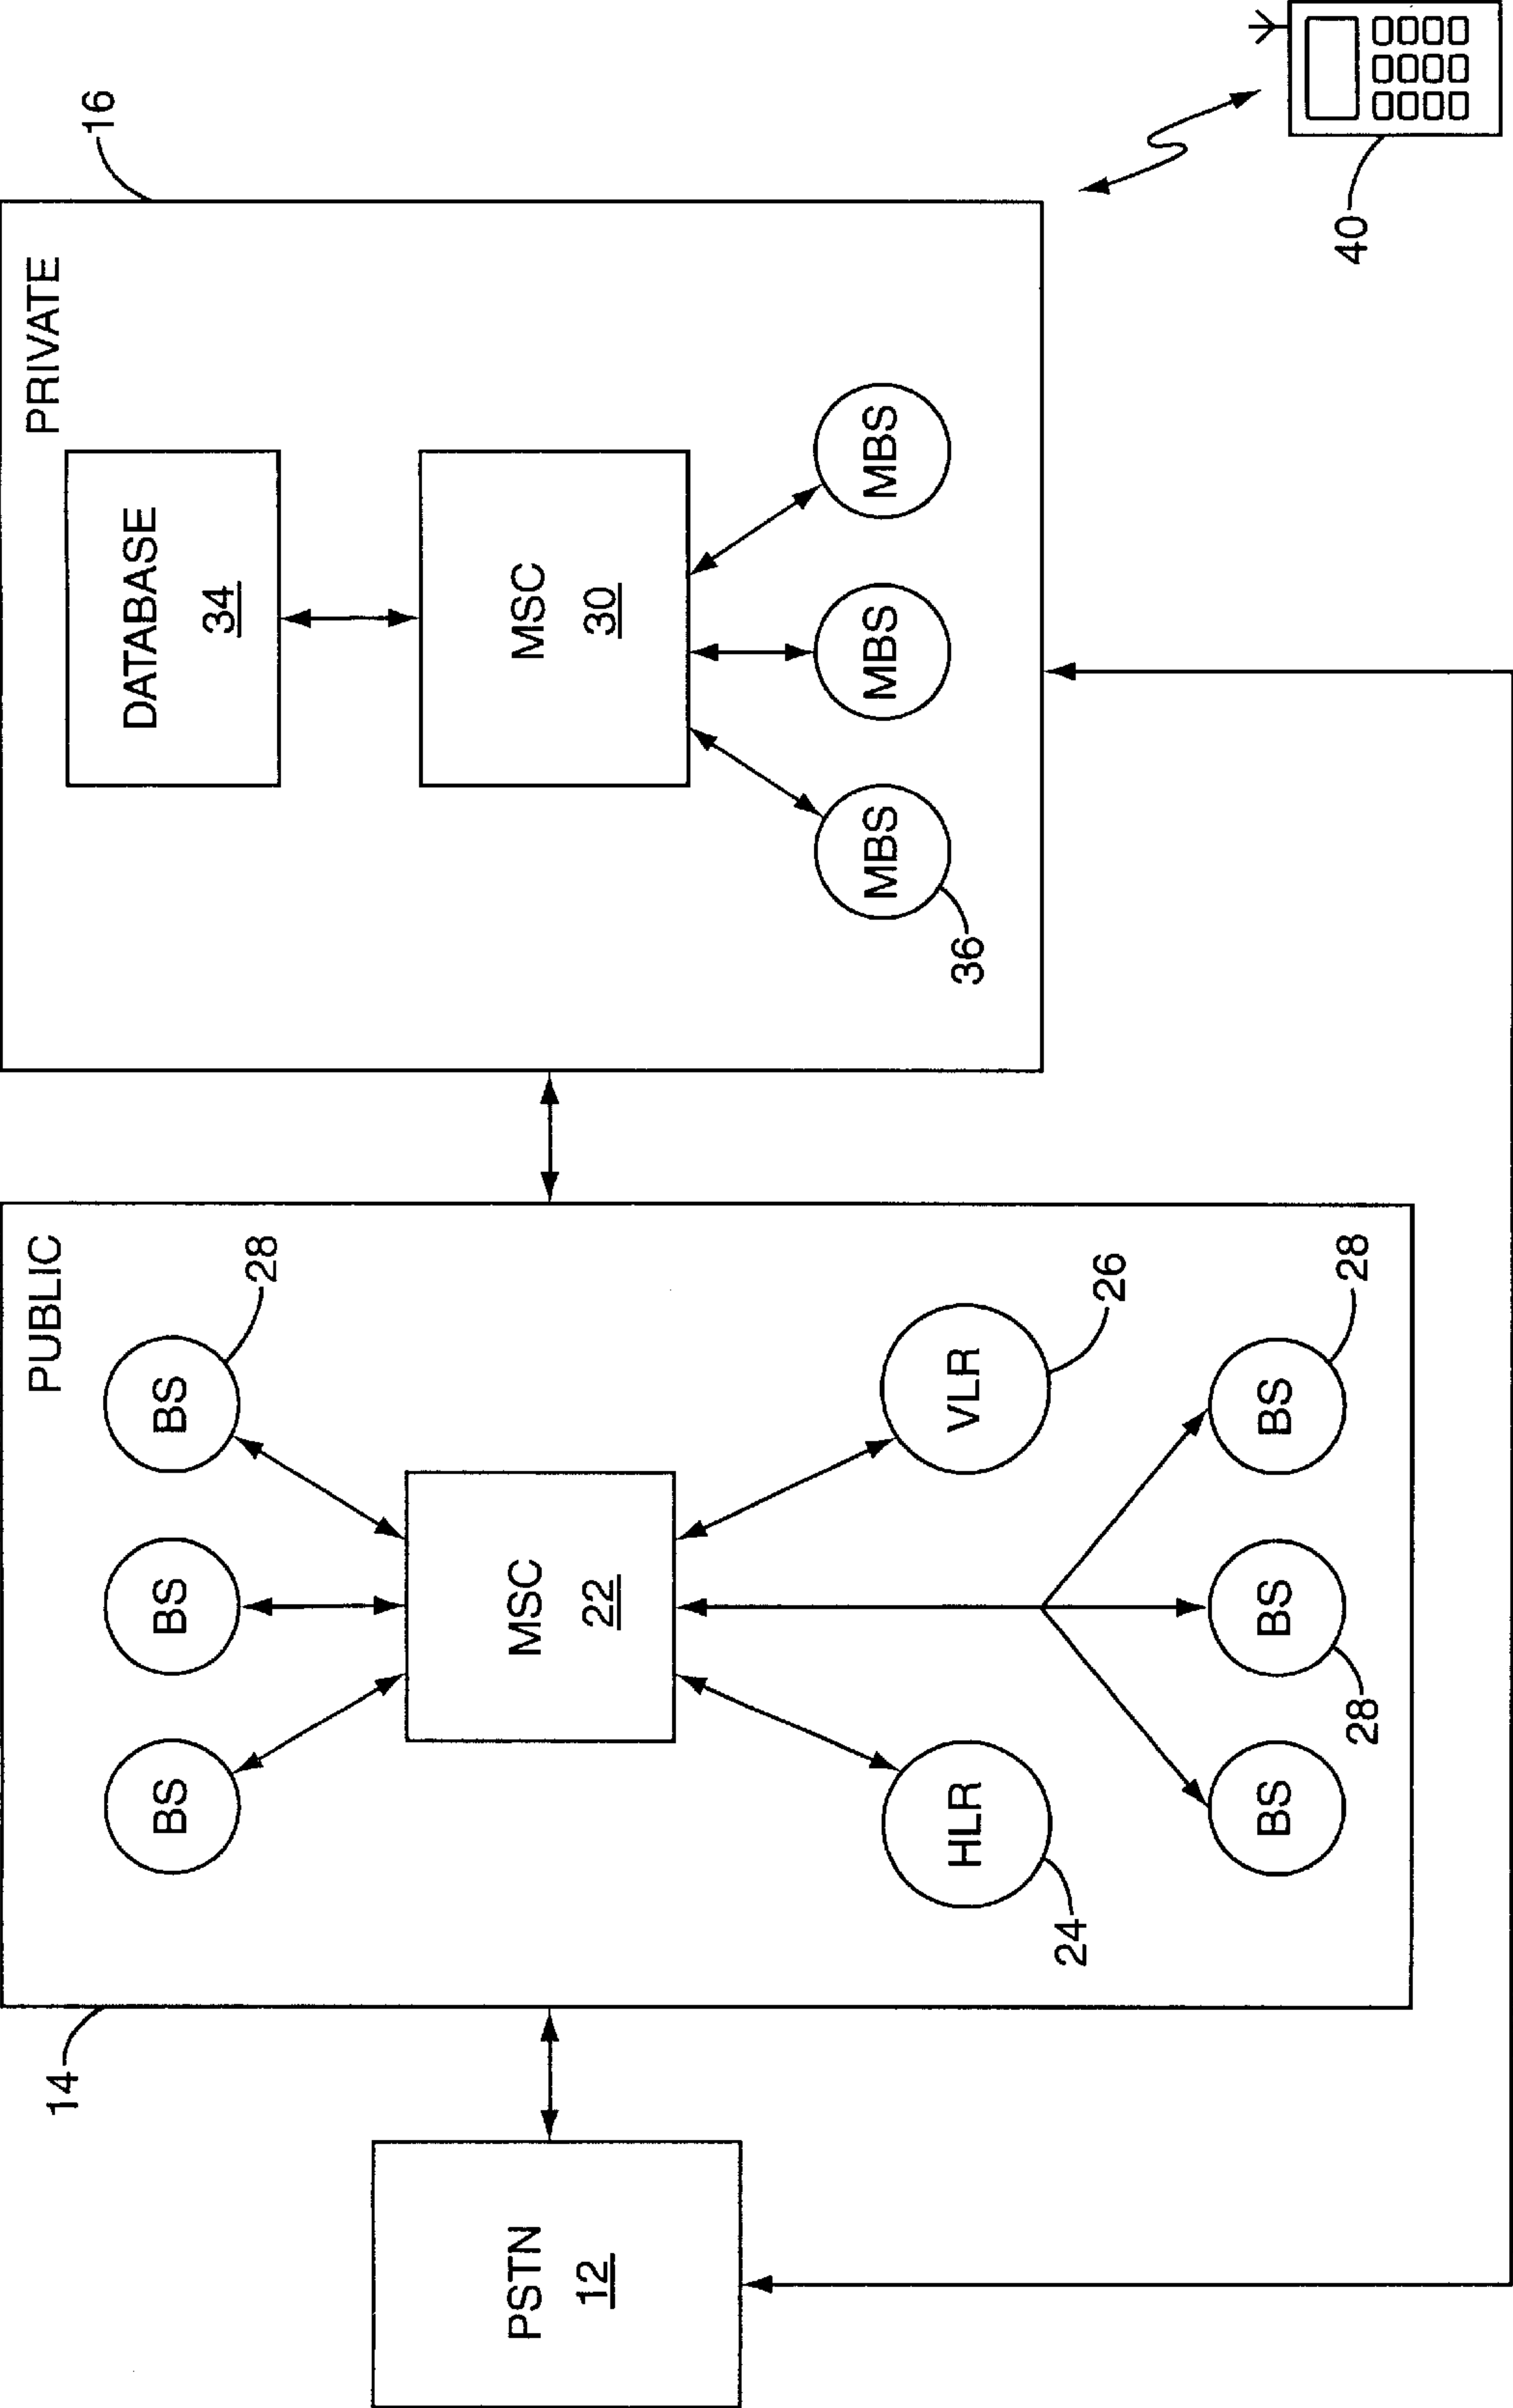 PSTN
12
14
PUBLIC
BS
BS
BS
28
MSC
22
HLR
24
VLR
26
BS
BS
BS
28
28
PRIVATE
16
DATABASE
34
MSC
30
MBS
MBS
MBS
36
40